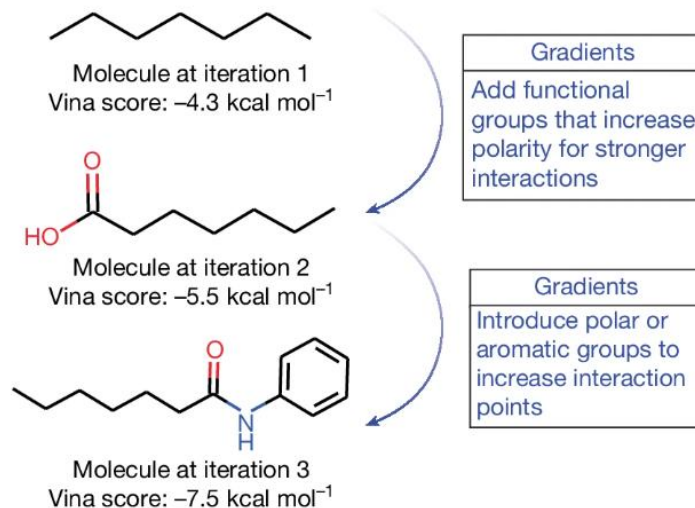 Molecule at iteration 1
Vina score: –4.3 kcal mol⁻¹
Gradients
Add functional
groups that increase
polarity for stronger
interactions
O
HO
Molecule at iteration 2
Vina score: –5.5 kcal mol⁻¹
Gradients
Introduce polar or
aromatic groups to
increase interaction
points
O
N
H
Molecule at iteration 3
Vina score: –7.5 kcal mol⁻¹